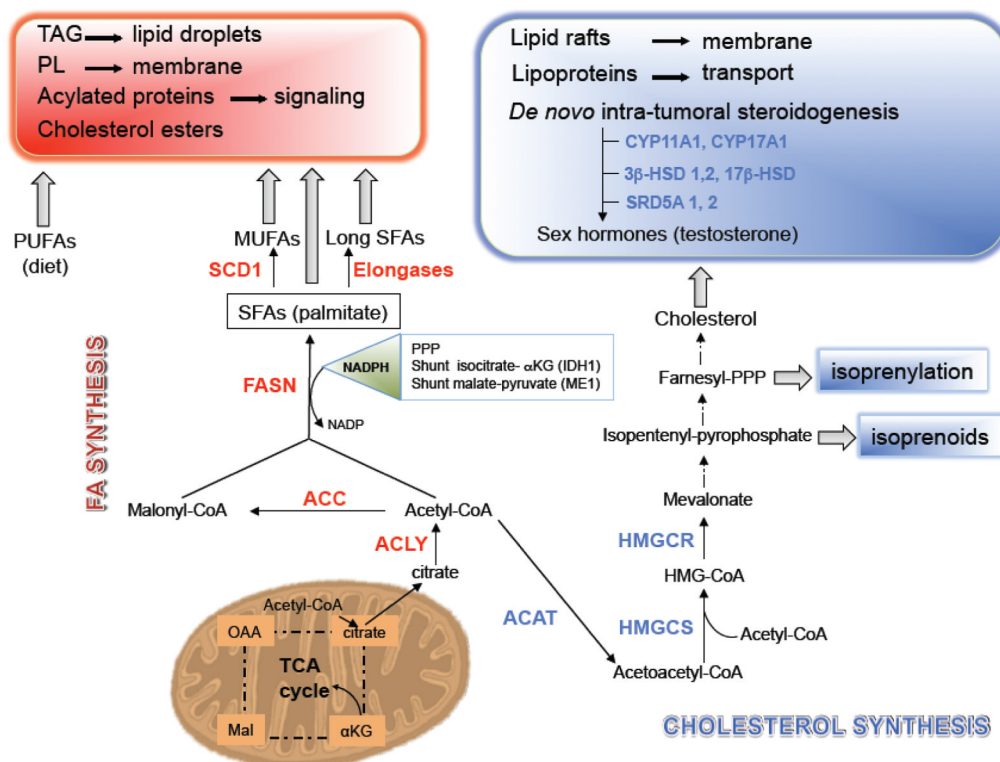 TAG → lipid droplets
PL → membrane
Acylated proteins → signaling
Cholesterol esters
Lipid rafts → membrane
Lipoproteins → transport
De novo intra-tumoral steroidogenesis
CYP11A1, CYP17A1
3β-HSD 1,2, 17β-HSD
SRD5A 1, 2
Sex hormones (testosterone)
PUFAs
(diet)
MUFAs
Long SFAs
SCD1
Elongases
SFAs (palmitate)
FASN
NADPH
PPP
Shunt isocitrate- αKG (IDH1)
Shunt malate-pyruvate (ME1)
NADP
FA SYNTHESIS
Malonyl-CoA
ACC
Acetyl-CoA
ACLY
citrate
Acetyl-CoA
OAA
citrate
TCA
cycle
Mal
αKG
Cholesterol
Farnesyl-PPP
isoprenylation
Isopentenyl-pyrophosphate
isoprenoids
Mevalonate
HMGCR
HMG-CoA
ACAT
HMGCS
Acetyl-CoA
Acetoacetyl-CoA
CHOLESTEROL SYNTHESIS